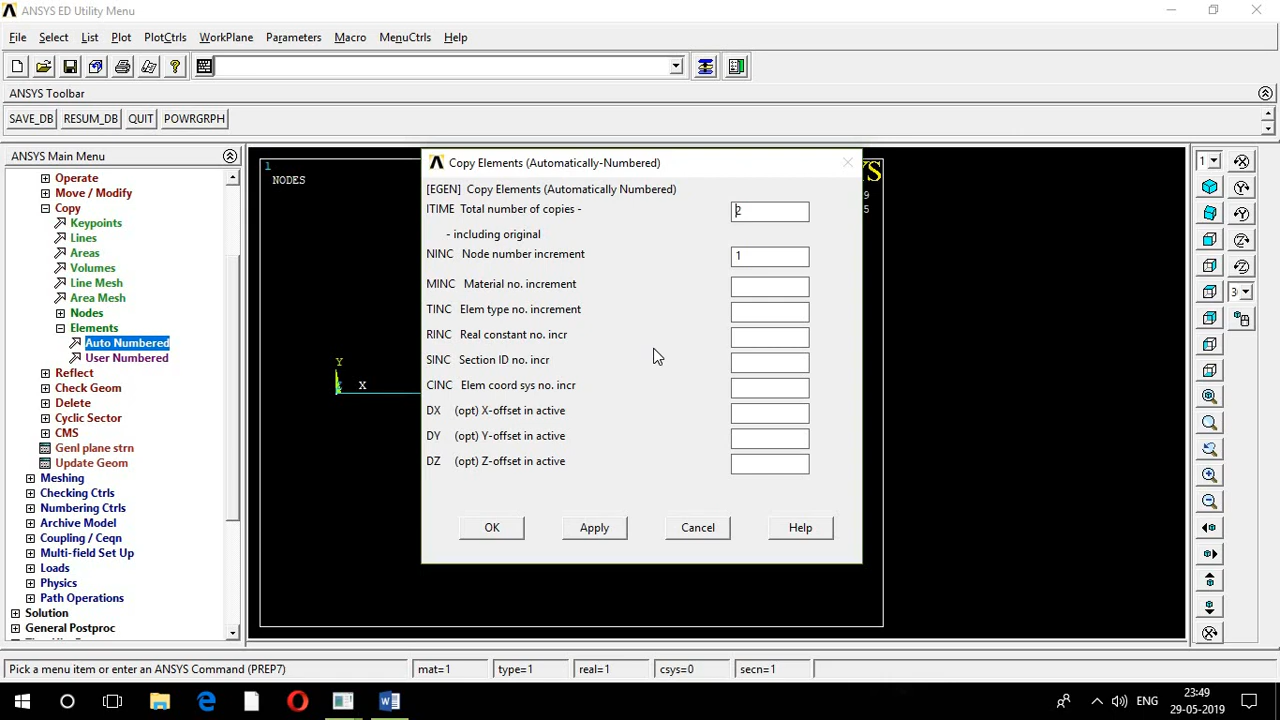 ANSYS ED Utility Menu
File Select List Plot PlotCtrls WorkPlane Parameters Macro MenuCtrls Help
ANSYS Toolbar
SAVE_DB RESUM_DB QUIT POWRGRPH
ANSYS Main Menu
Operate
Move / Modify
Copy
Keypoints
Lines
Areas
Volumes
Line Mesh
Area Mesh
Nodes
Elements
Auto Numbered
User Numbered
Reflect
Check Geom
Delete
Cyclic Sector
CMS
Genl plane strn
Update Geom
Meshing
Checking Ctrls
Numbering Ctrls
Archive Model
Coupling / Ceqn
Multi-field Set Up
Loads
Physics
Path Operations
Solution
General Postproc
1
NODES
Y
X
YS
9
5
Copy Elements (Automatically-Numbered)
[EGEN] Copy Elements (Automatically Numbered)
ITIME Total number of copies - 2
- including original
NINC Node number increment 1
MINC Material no. increment
TINC Elem type no. increment
RINC Real constant no. incr
SINC Section ID no. incr
CINC Elem coord sys no. incr
DX (opt) X-offset in active
DY (opt) Y-offset in active
DZ (opt) Z-offset in active
OK Apply Cancel Help
1
3
Pick a menu item or enter an ANSYS Command (PREP7) mat=1 type=1 real=1 csys=0 secn=1
ENG 23:49
29-05-2019